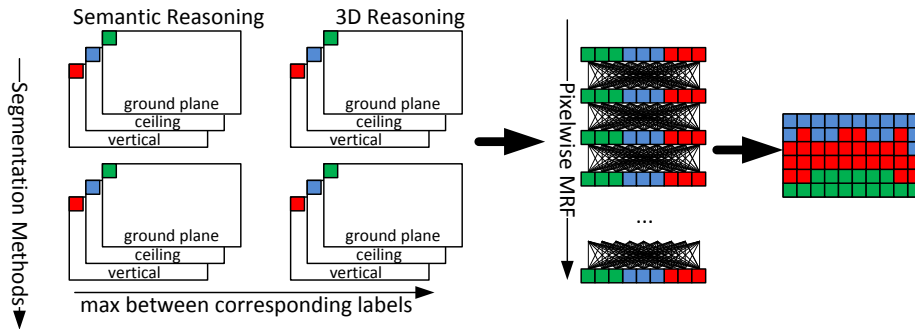 Semantic Reasoning
3D Reasoning
Segmentation Methods
ground plane
ceiling
vertical
ground plane
ceiling
vertical
ground plane
ceiling
vertical
ground plane
ceiling
vertical
max between corresponding labels
Pixelwise MRF
...